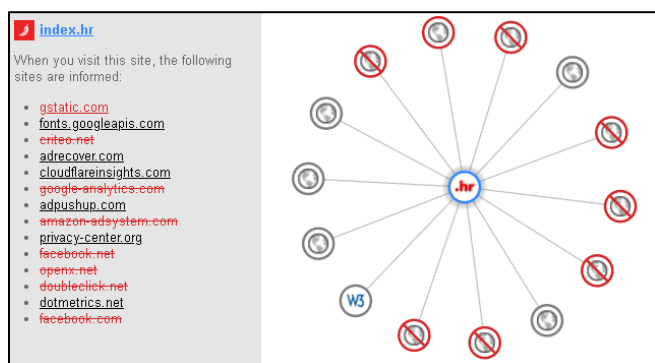 index.hr
When you visit this site, the following
sites are informed:
gstatic.com
fonts.googleapis.com
criteo.net
adrecover.com
cloudflareinsights.com
google-analytics.com
adpushup.com
amazon-adsystem.com
privacy-center.org
facebook.net
openx.net
doubleclick.net
dotmetrics.net
facebook.com
.hr
W3